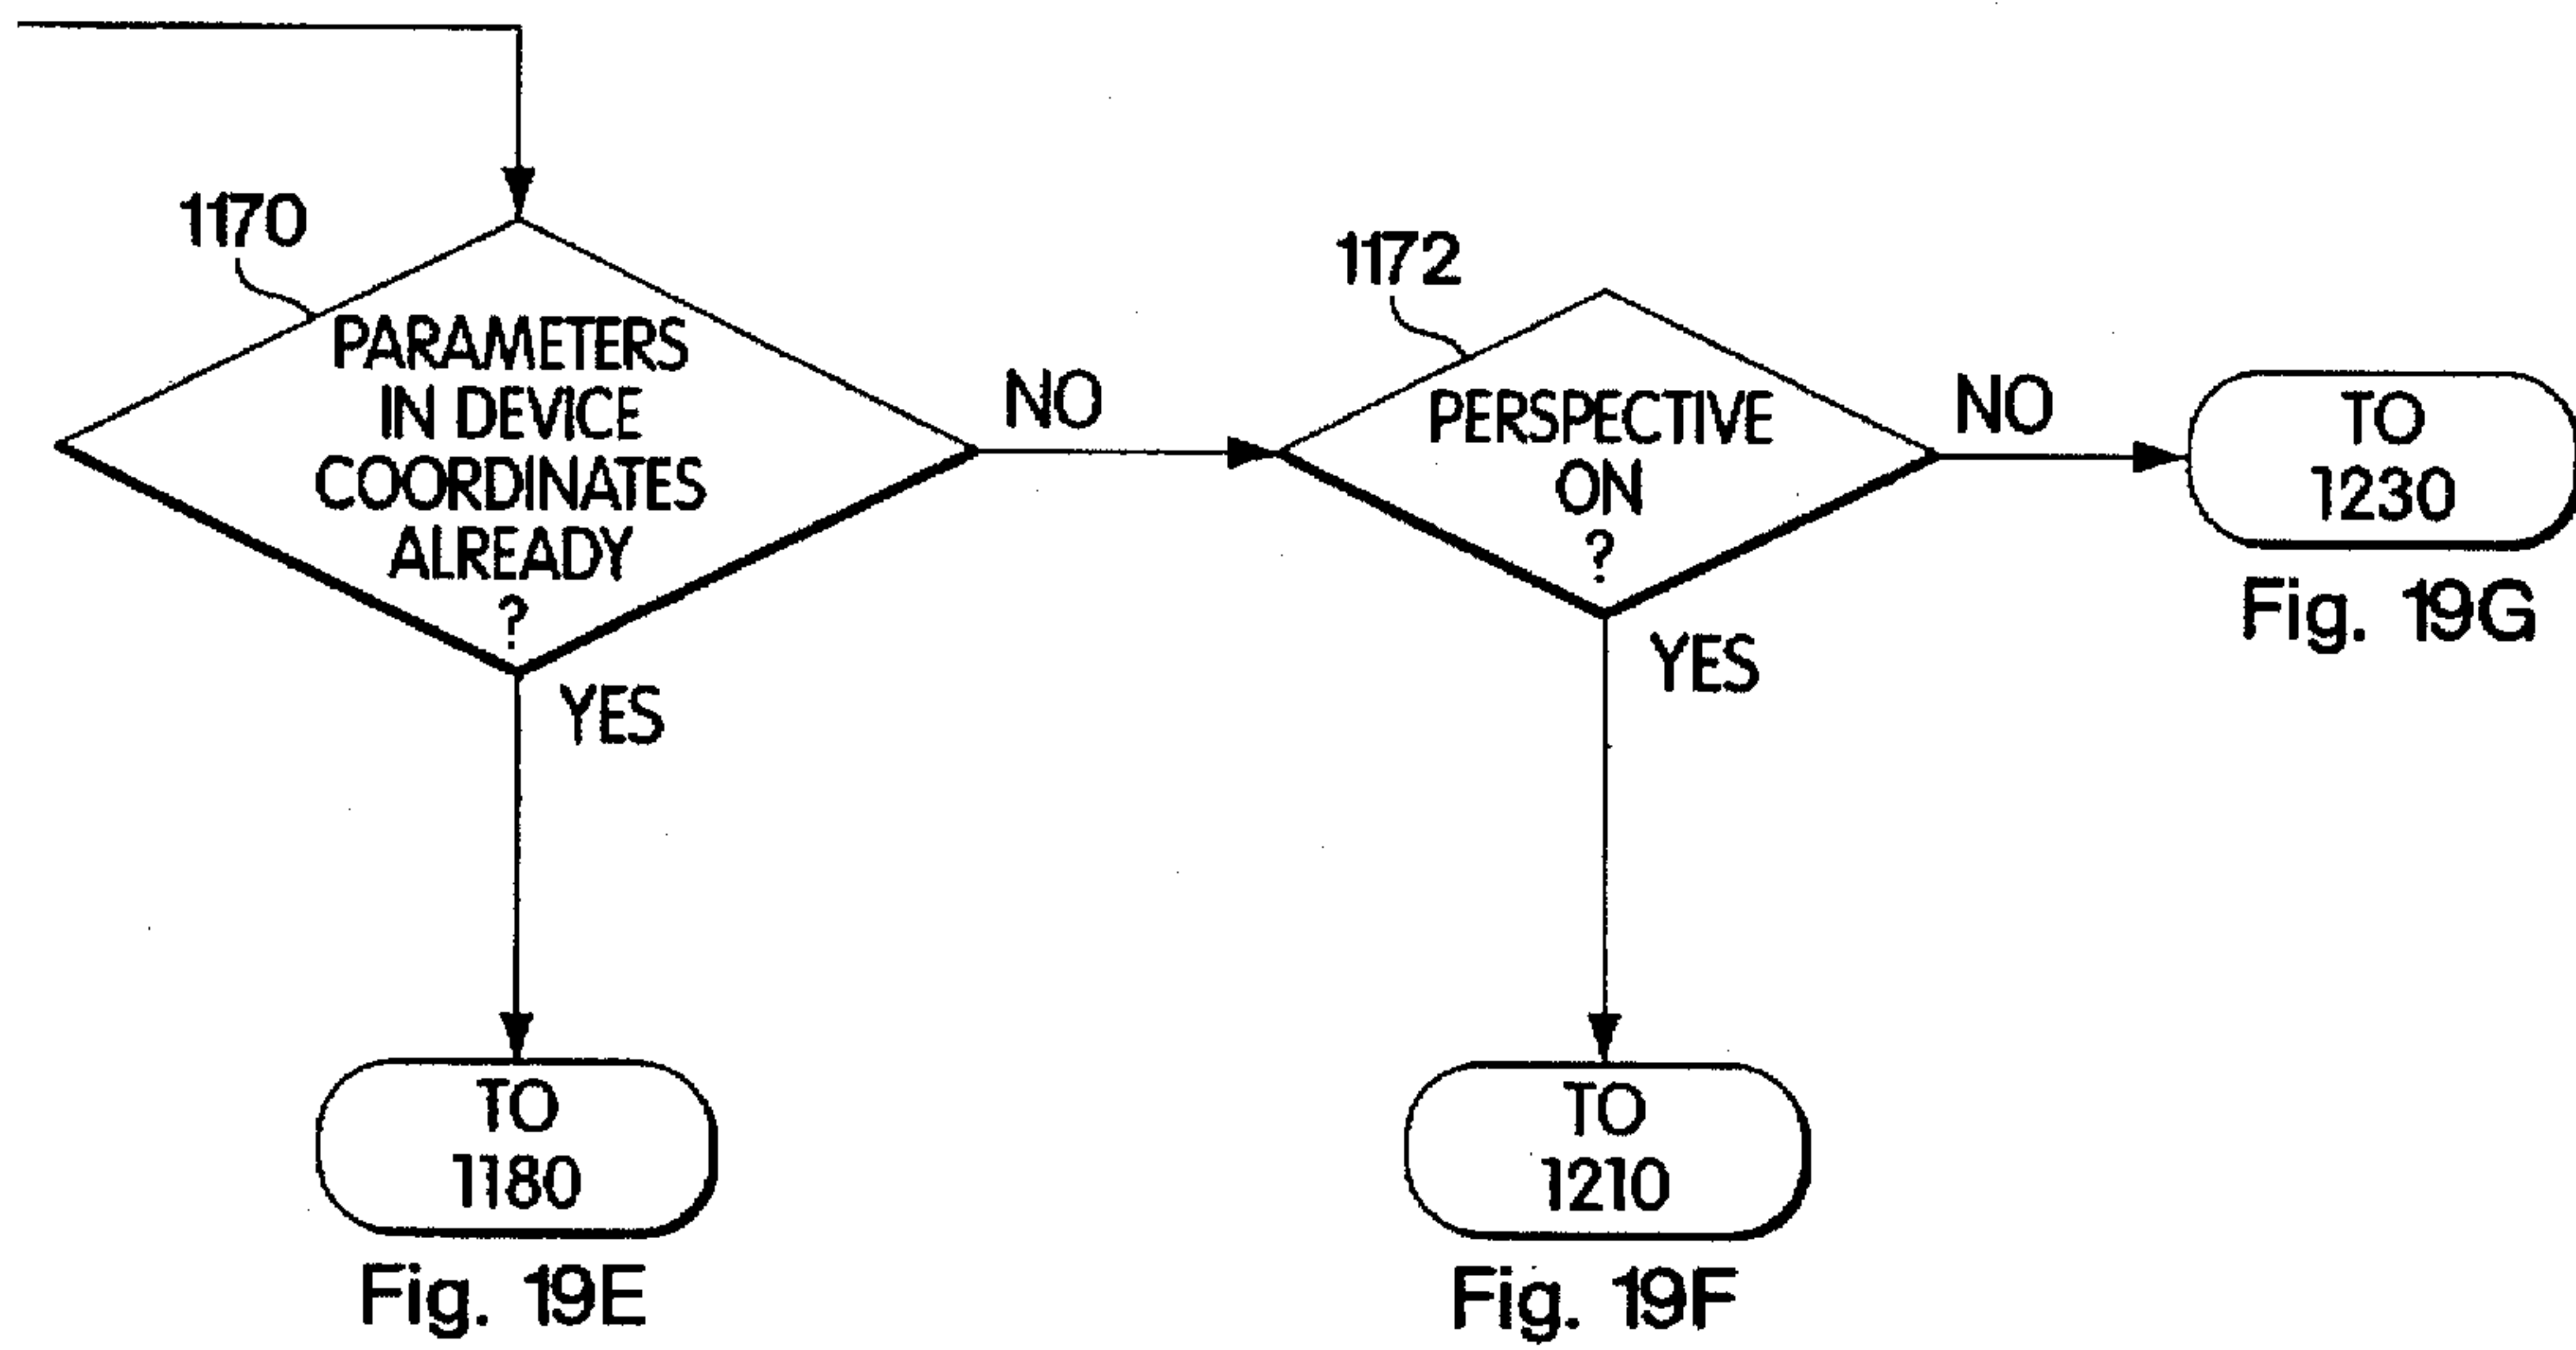 1170
PARAMETERS
IN DEVICE
COORDINATES
ALREADY
?
NO
YES
TO
1180
Fig. 19E
1172
PERSPECTIVE
ON
?
NO
YES
TO
1210
Fig. 19F
TO
1230
Fig. 19G